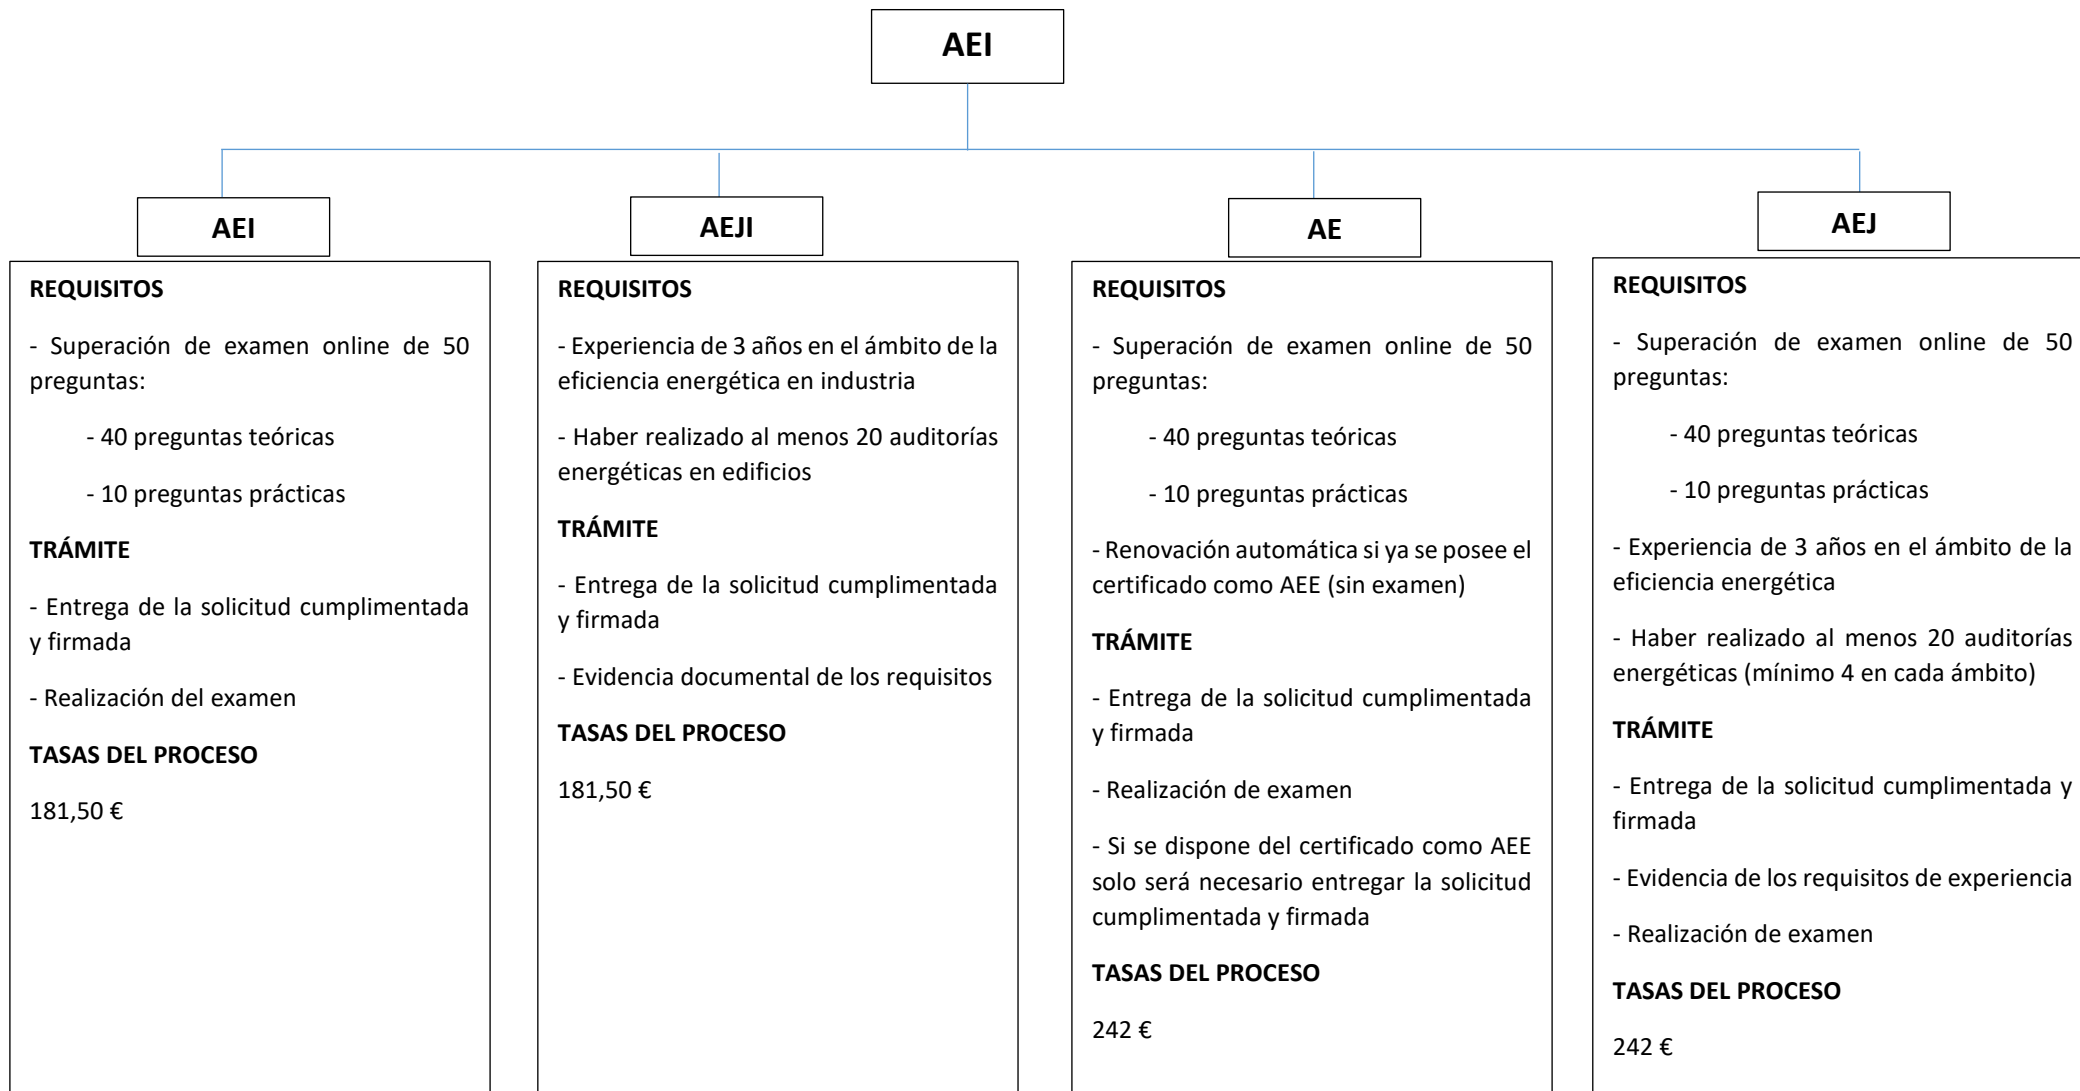 AEI
AEI
REQUISITOS
- Superación de examen online de 50
preguntas:
- 40 preguntas teóricas
- 10 preguntas prácticas
TRÁMITE
- Entrega de la solicitud cumplimentada
y firmada
- Realización del examen
TASAS DEL PROCESO
181,50 €
AEJI
REQUISITOS
- Experiencia de 3 años en el ámbito de la
eficiencia energética en industria
- Haber realizado al menos 20 auditorías
energéticas en edificios
TRÁMITE
- Entrega de la solicitud cumplimentada
y firmada
- Evidencia documental de los requisitos
TASAS DEL PROCESO
181,50 €
AE
REQUISITOS
- Superación de examen online de 50
preguntas:
- 40 preguntas teóricas
- 10 preguntas prácticas
- Renovación automática si ya se posee el
certificado como AEE (sin examen)
TRÁMITE
- Entrega de la solicitud cumplimentada
y firmada
- Realización de examen
- Si se dispone del certificado como AEE
solo será necesario entregar la solicitud
cumplimentada y firmada
TASAS DEL PROCESO
242 €
AEJ
REQUISITOS
- Superación de examen online de 50
preguntas:
- 40 preguntas teóricas
- 10 preguntas prácticas
- Experiencia de 3 años en el ámbito de la
eficiencia energética
- Haber realizado al menos 20 auditorías
energéticas (mínimo 4 en cada ámbito)
TRÁMITE
- Entrega de la solicitud cumplimentada y
firmada
- Evidencia de los requisitos de experiencia
- Realización de examen
TASAS DEL PROCESO
242 €